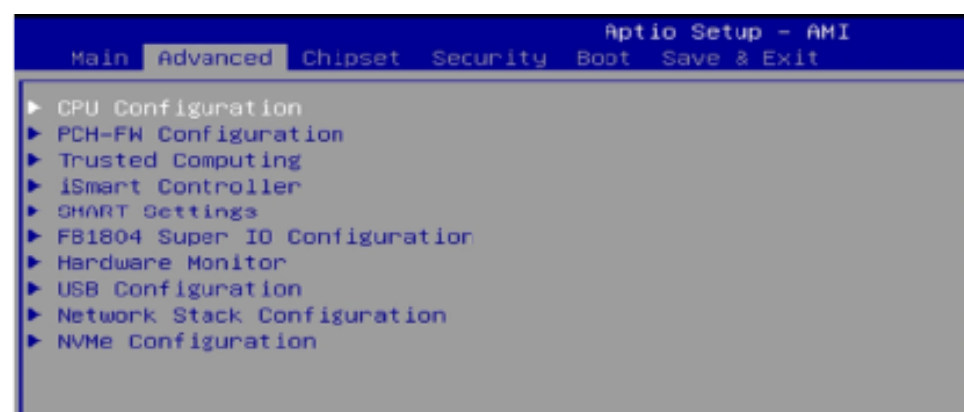 Aptio Setup - AMI
Main Advanced Chipset Security Boot Save & Exit
CPU Configuration
PCH-FW Configuration
Trusted Computing
iSmart Controller
SMART Settings
F81804 Super IO Configuration
Hardware Monitor
USB Configuration
Network Stack Configuration
NVMe Configuration